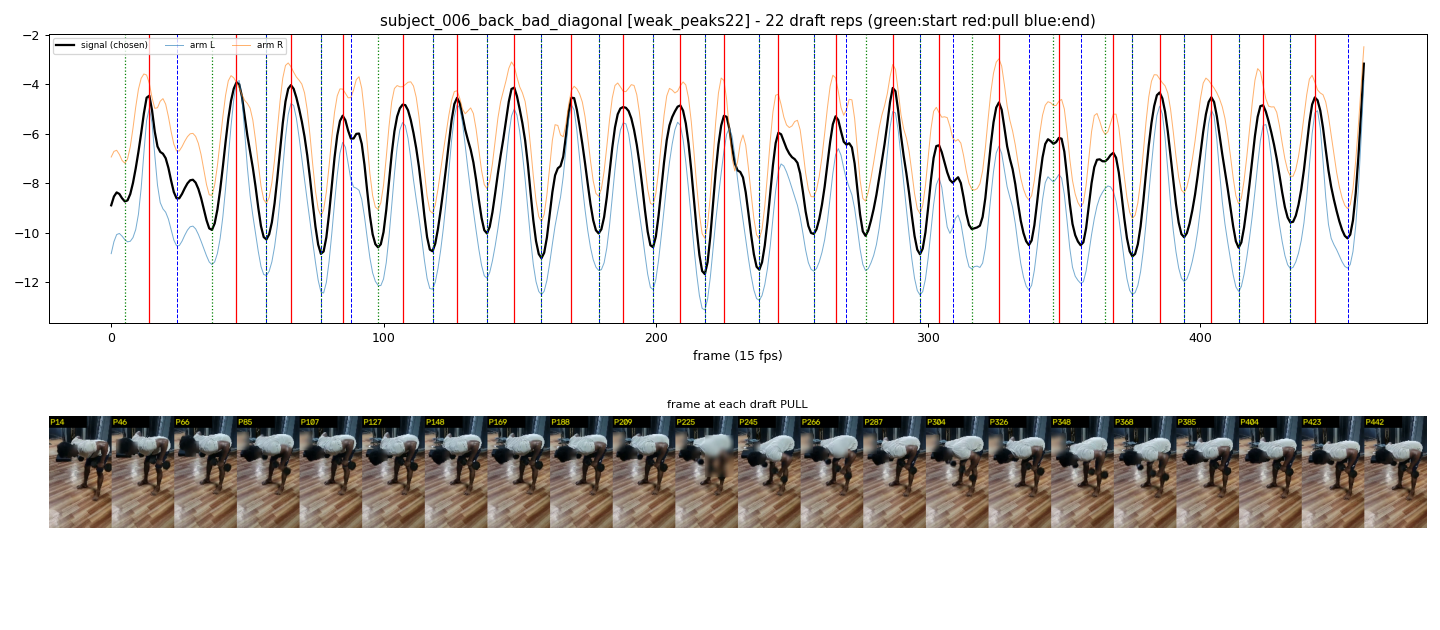 subject_006_back_bad_diagonal [weak_peaks22] - 22 draft reps (green:start red:pull blue:end)
signal (chosen) arm L arm R
−2
−4
−6
−8
−10
−12
0 100 200 300 400
frame (15 fps)
frame at each draft PULL
P14 P46 P66 P85 P107 P127 P148 P169 P188 P209 P225 P245 P266 P287 P304 P326 P348 P368 P385 P404 P423 P442